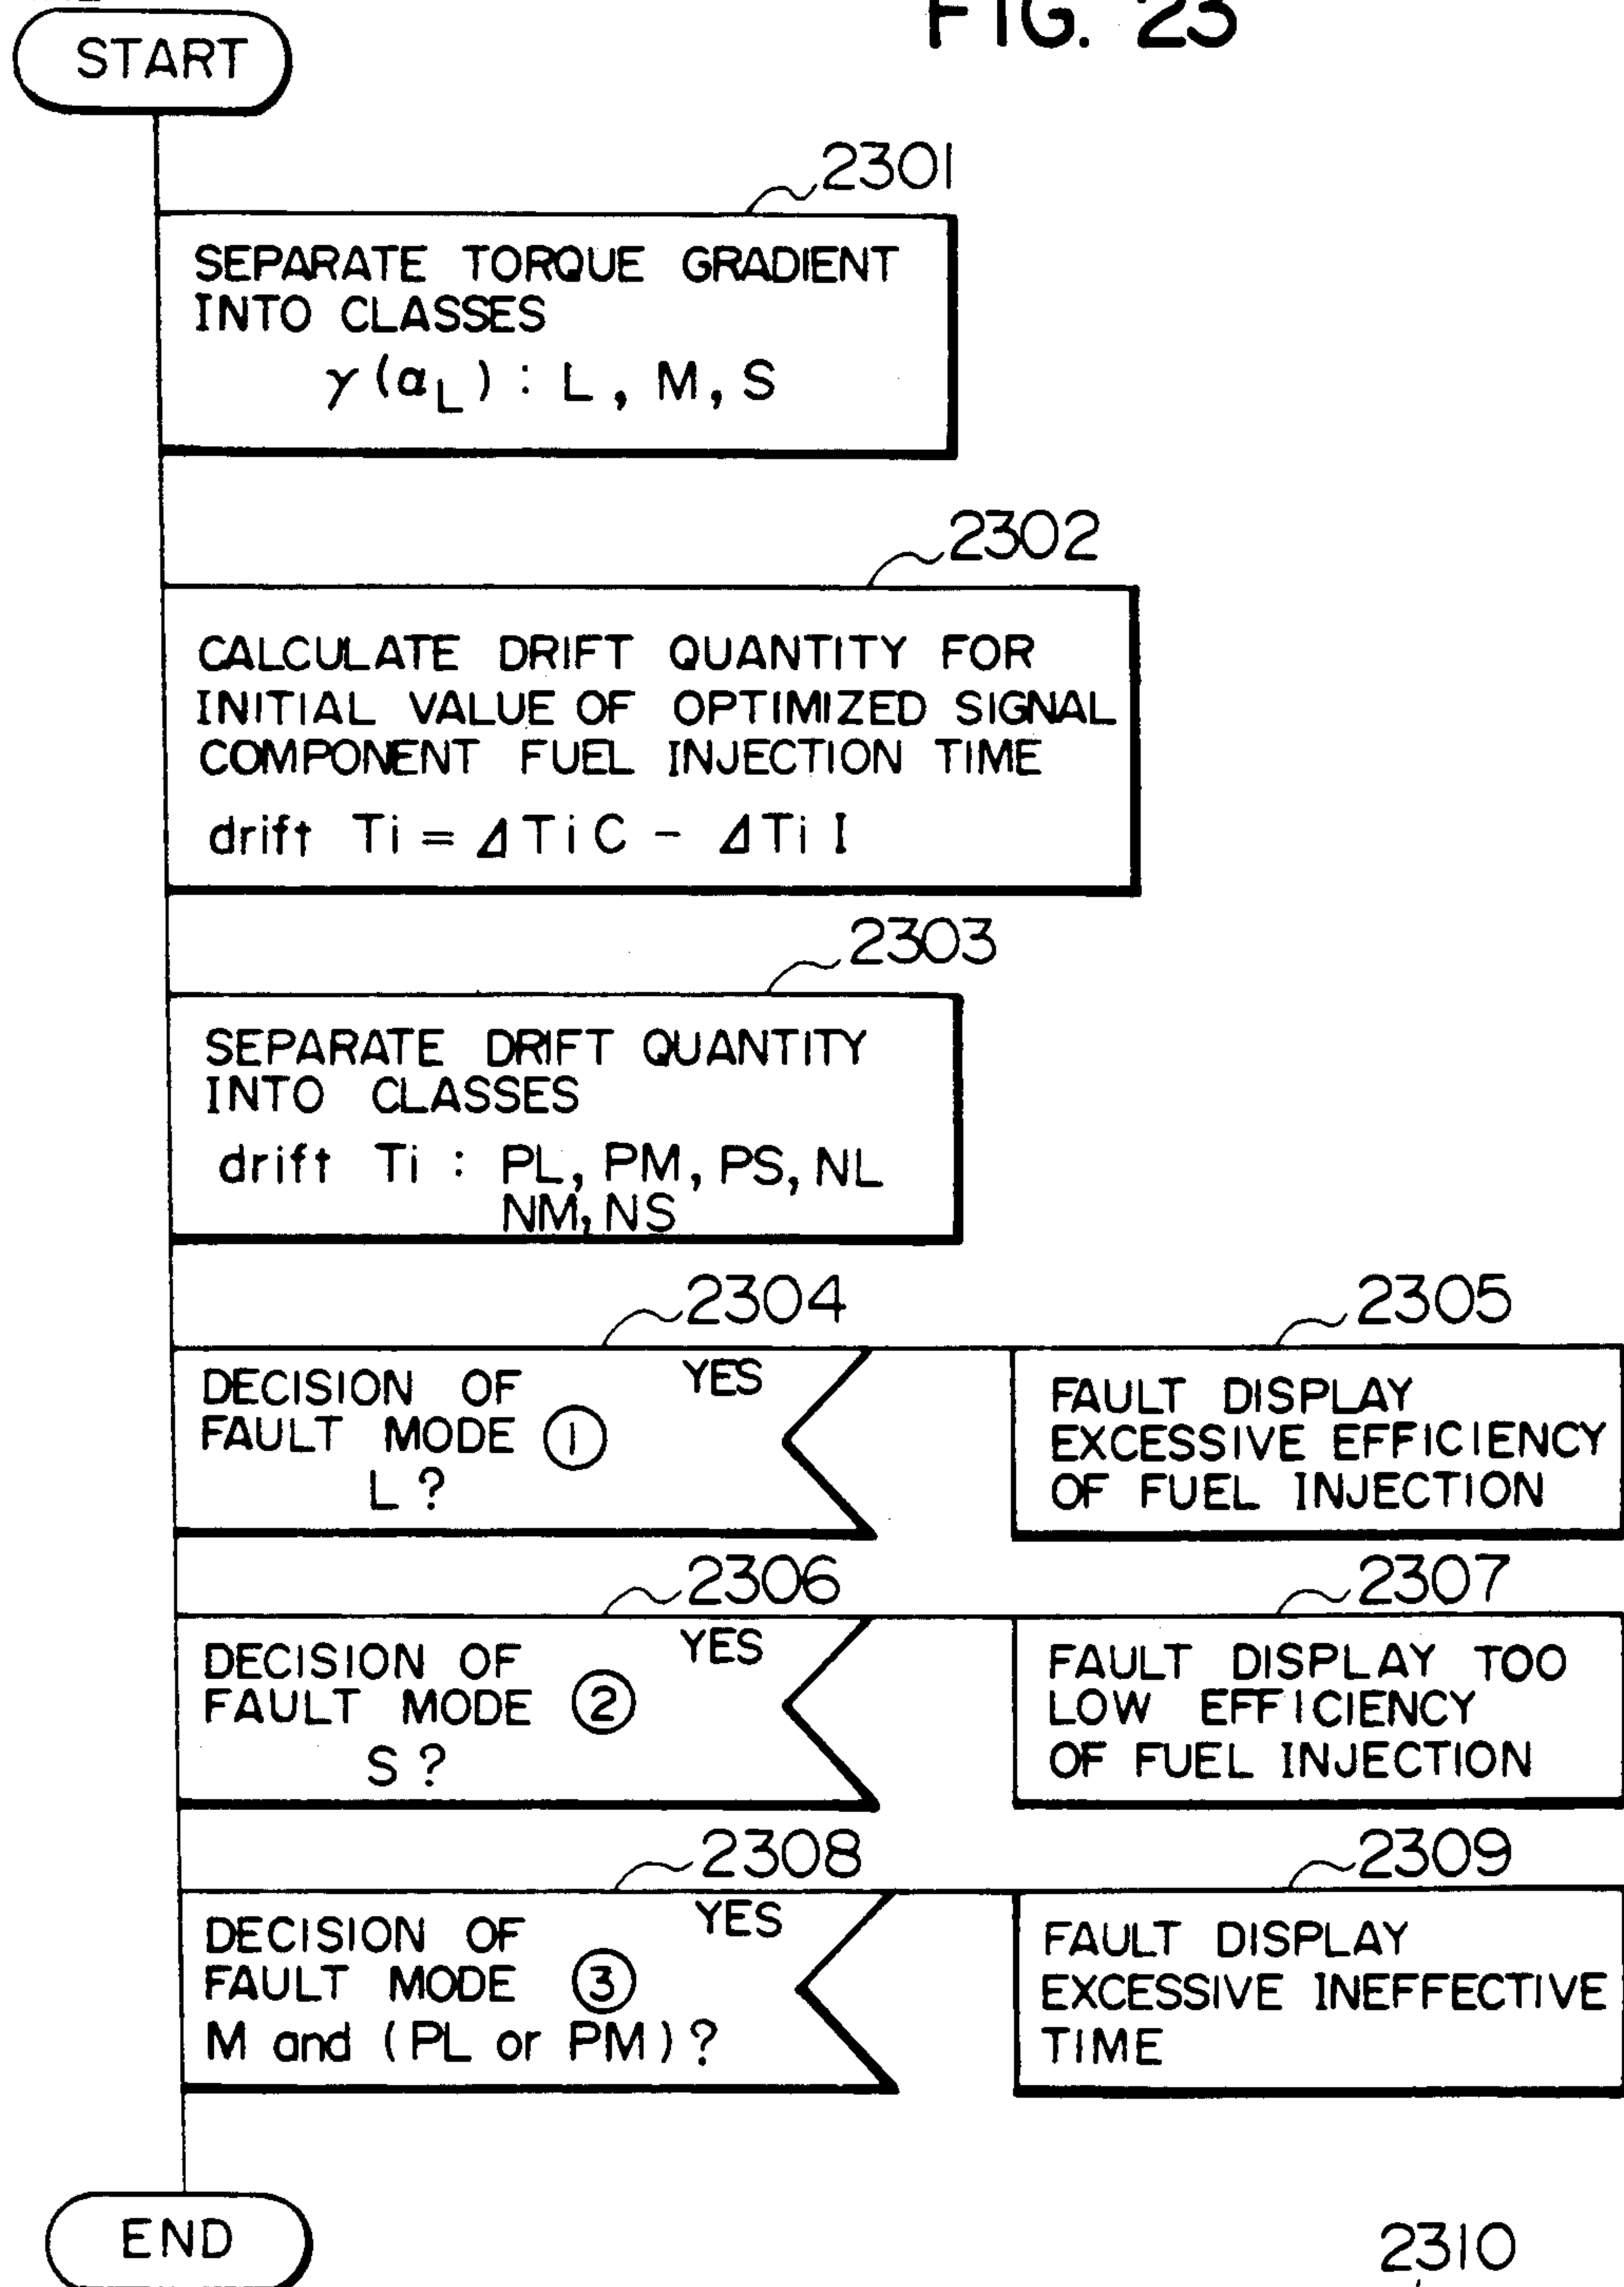 FIG. 23
START
2301
SEPARATE TORQUE GRADIENT
INTO CLASSES
γ(αL) : L, M, S
2302
CALCULATE DRIFT QUANTITY FOR
INITIAL VALUE OF OPTIMIZED SIGNAL
COMPONENT FUEL INJECTION TIME
drift Ti = ΔTiC - ΔTiI
2303
SEPARATE DRIFT QUANTITY
INTO CLASSES
drift Ti : PL, PM, PS, NL
NM, NS
2304
DECISION OF
FAULT MODE ①
L ?
YES
2305
FAULT DISPLAY
EXCESSIVE EFFICIENCY
OF FUEL INJECTION
2306
DECISION OF
FAULT MODE ②
S ?
YES
2307
FAULT DISPLAY TOO
LOW EFFICIENCY
OF FUEL INJECTION
2308
DECISION OF
FAULT MODE ③
M and (PL or PM) ?
YES
2309
FAULT DISPLAY
EXCESSIVE INEFFECTIVE
TIME
END
2310